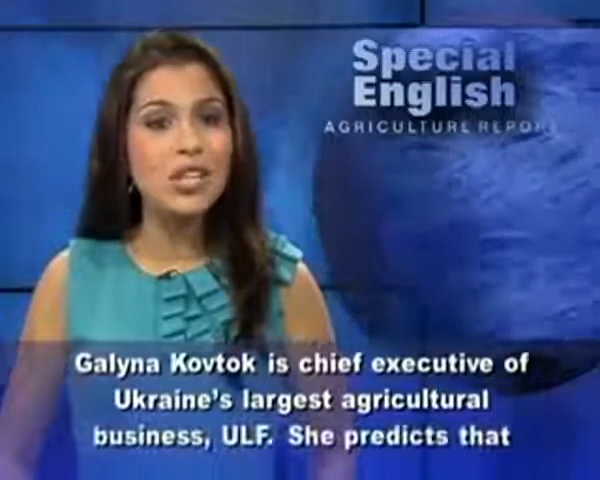 Special
English
AGRICULTURE REPORT
Galyna Kovtok is chief executive of
Ukraine's largest agricultural
business, ULF. She predicts that